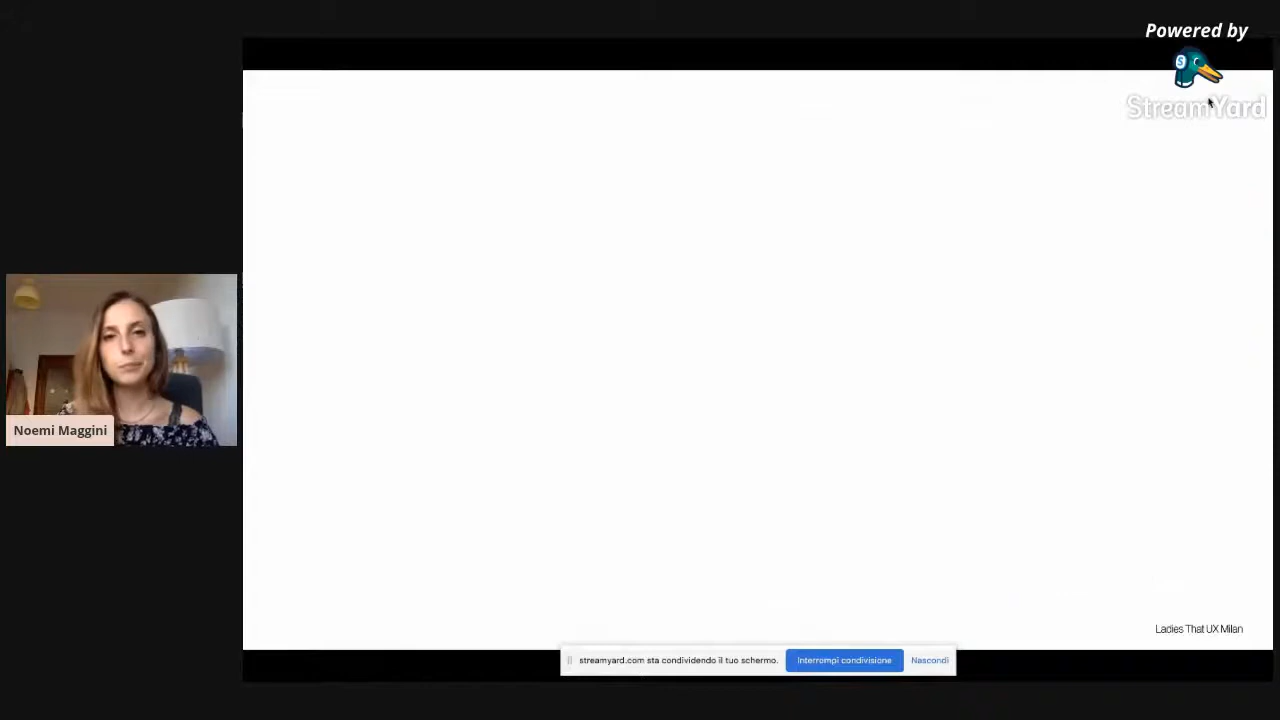 Powered by
StreamYard
Noemi Maggini
Ladies That UX Milan
streamyard.com sta condividendo il tuo schermo.
Interrompi condivisione
Nascondi